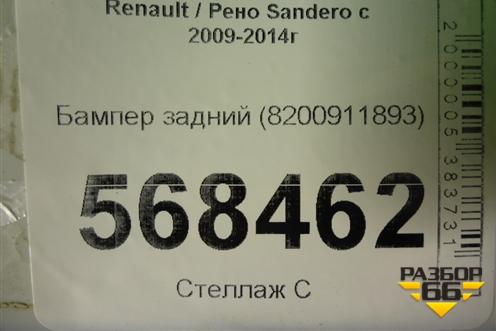 Renault / Рено Sandero с
2009-2014г
Бампер задний (8200911893)
568462
Стеллаж С
2000005383731
РАЗБОР
66